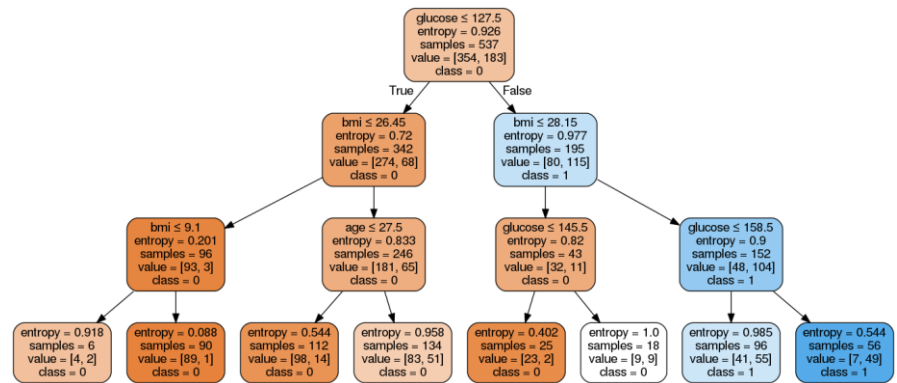 glucose ≤ 127.5
entropy = 0.926
samples = 537
value = [354, 183]
class = 0
True
False
bmi ≤ 26.45
entropy = 0.72
samples = 342
value = [274, 68]
class = 0
bmi ≤ 28.15
entropy = 0.977
samples = 195
value = [80, 115]
class = 1
bmi ≤ 9.1
entropy = 0.201
samples = 96
value = [93, 3]
class = 0
age ≤ 27.5
entropy = 0.833
samples = 246
value = [181, 65]
class = 0
glucose ≤ 145.5
entropy = 0.82
samples = 43
value = [32, 11]
class = 0
glucose ≤ 158.5
entropy = 0.9
samples = 152
value = [48, 104]
class = 1
entropy = 0.918
samples = 6
value = [4, 2]
class = 0
entropy = 0.088
samples = 90
value = [89, 1]
class = 0
entropy = 0.544
samples = 112
value = [98, 14]
class = 0
entropy = 0.958
samples = 134
value = [83, 51]
class = 0
entropy = 0.402
samples = 25
value = [23, 2]
class = 0
entropy = 1.0
samples = 18
value = [9, 9]
class = 0
entropy = 0.985
samples = 96
value = [41, 55]
class = 1
entropy = 0.544
samples = 56
value = [7, 49]
class = 1